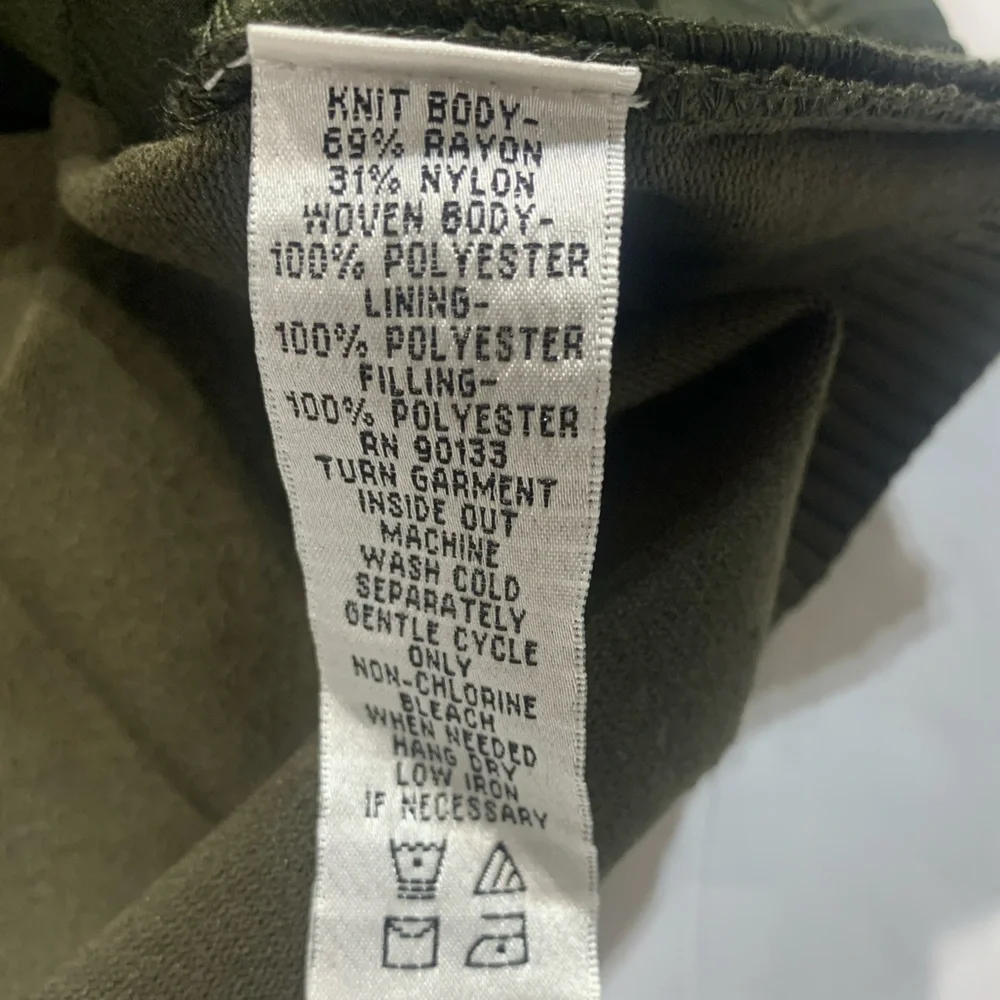 KNIT BODY-
69% RAYON
31% NYLON
WOVEN BODY-
100% POLYESTER
LINING-
100% POLYESTER
FILLING-
100% POLYESTER
RN 90133
TURN GARMENT
INSIDE OUT
MACHINE
WASH COLD
SEPARATELY
GENTLE CYCLE
ONLY
NON-CHLORINE
BLEACH
WHEN NEEDED
HANG DRY
LOW IRON
IF NECESSARY